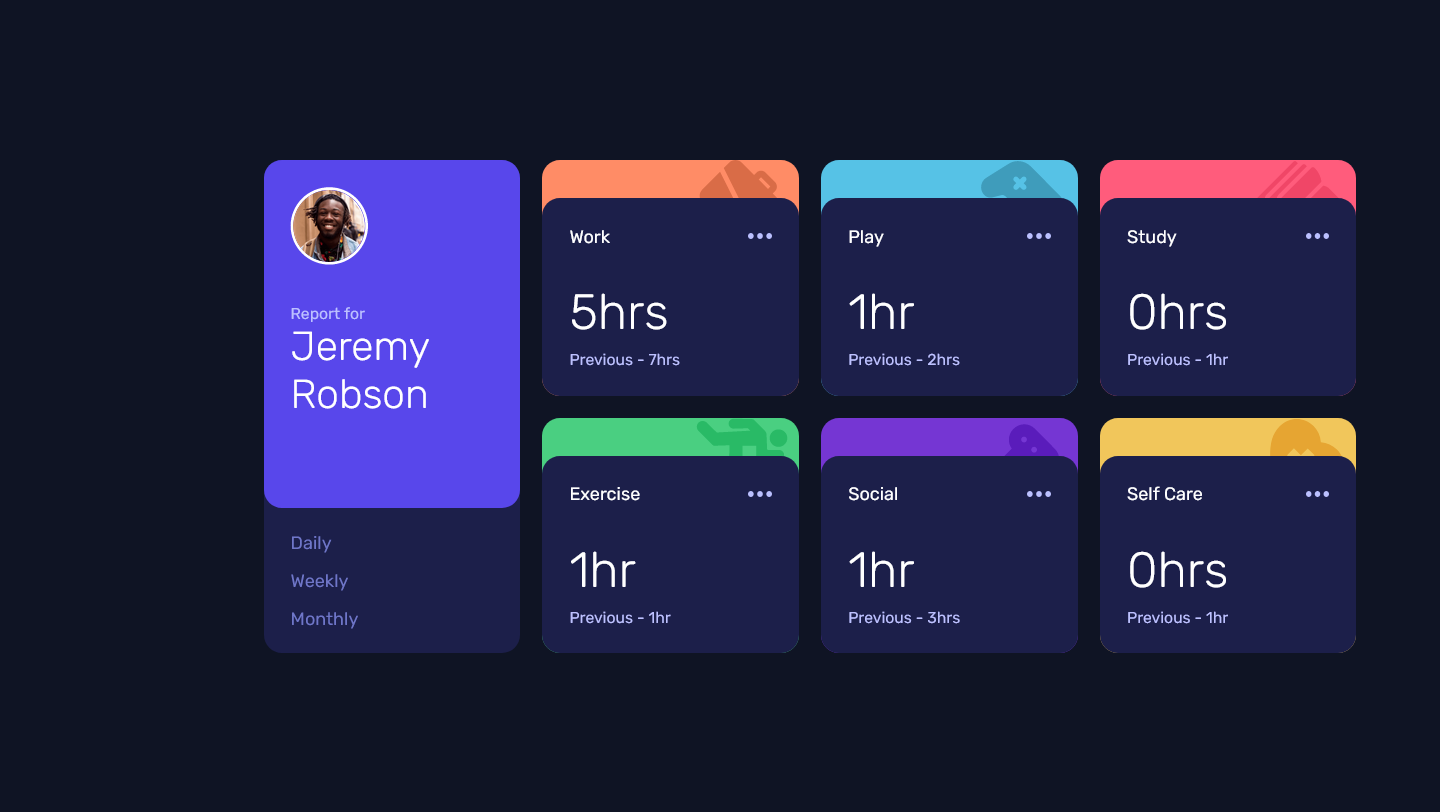 Report for
Jeremy
Robson
Daily
Weekly
Monthly
Work
5hrs
Previous - 7hrs
Play
1hr
Previous - 2hrs
Study
0hrs
Previous - 1hr
Exercise
1hr
Previous - 1hr
Social
1hr
Previous - 3hrs
Self Care
0hrs
Previous - 1hr